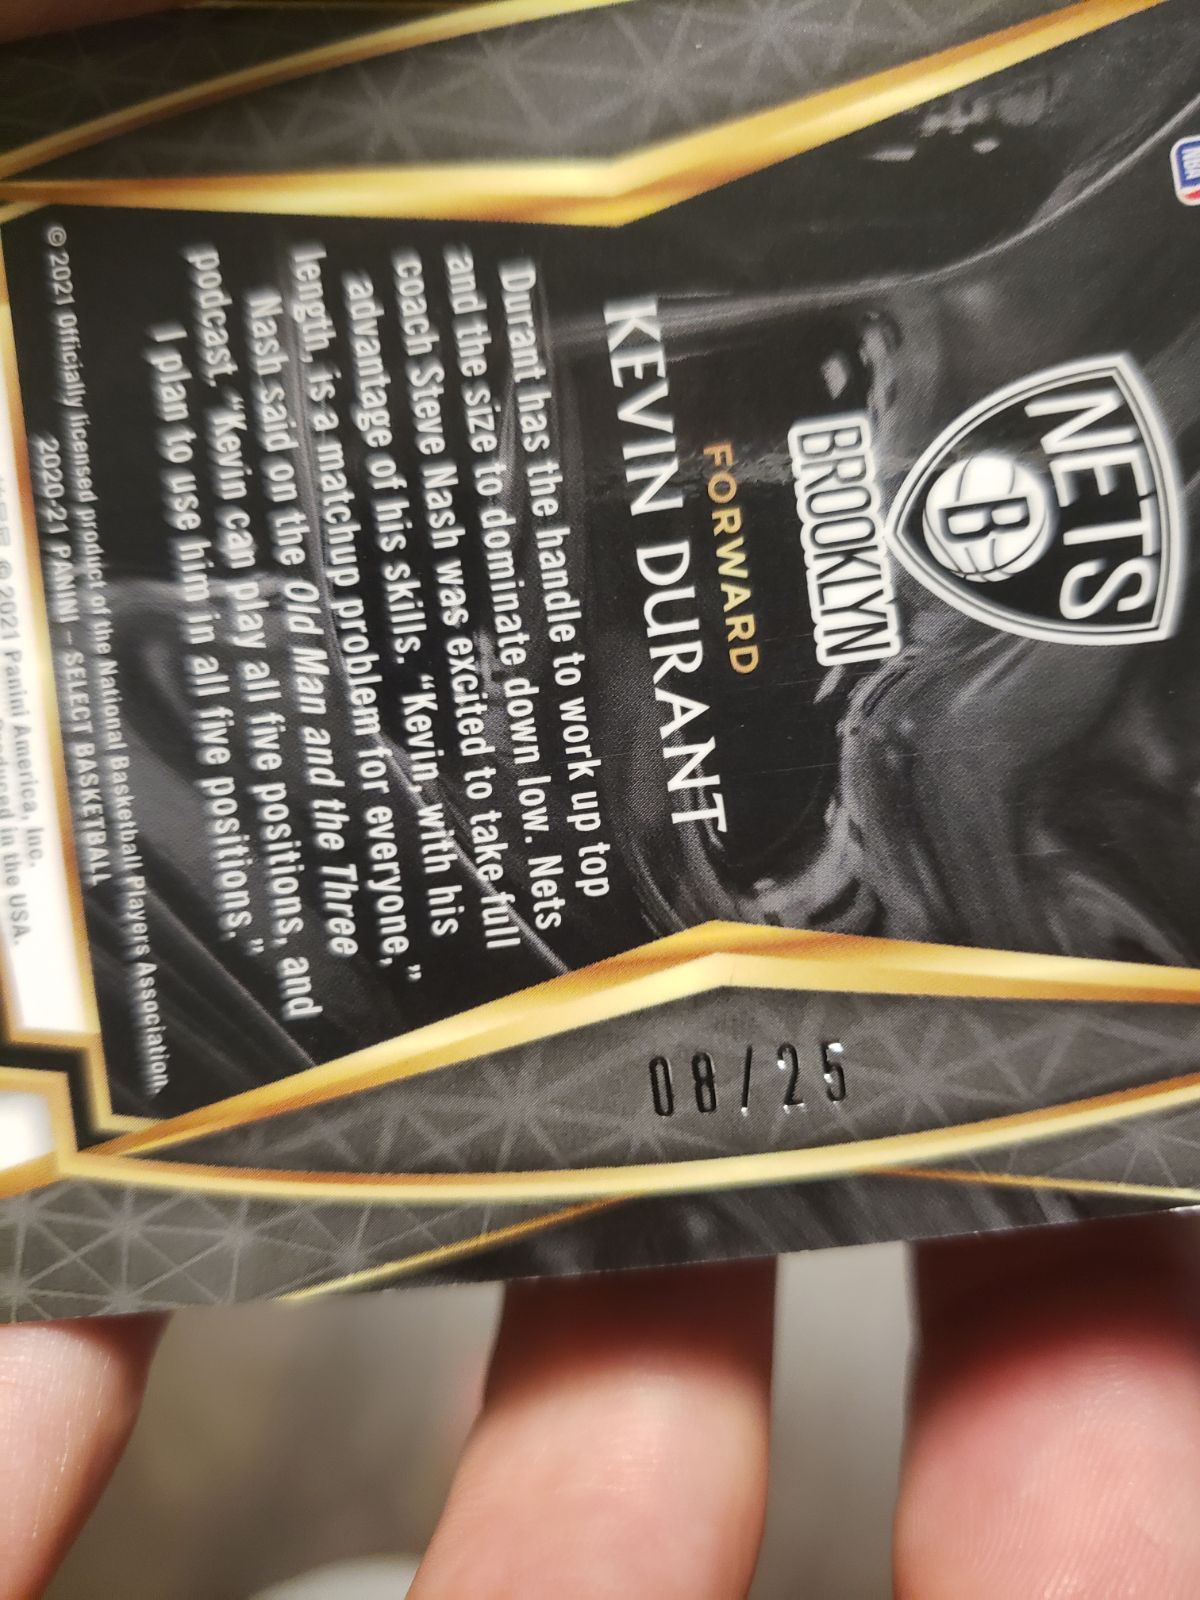 NBA
NETS
B
BROOKLYN
FORWARD
KEVIN DURANT
Durant has the handle to work up top
and the size to dominate down low. Nets
coach Steve Nash was excited to take full
advantage of his skills. “Kevin, with his
length, is a matchup problem for everyone,”
Nash said on the Old Man and the Three
podcast. “Kevin can play all five positions, and
I plan to use him in all five positions.”
© 2021 Officially licensed product of the National Basketball Players Association.
2020-21 PANINI – SELECT BASKETBALL
© 2021 Panini America, Inc.
Produced in the USA.
08/25